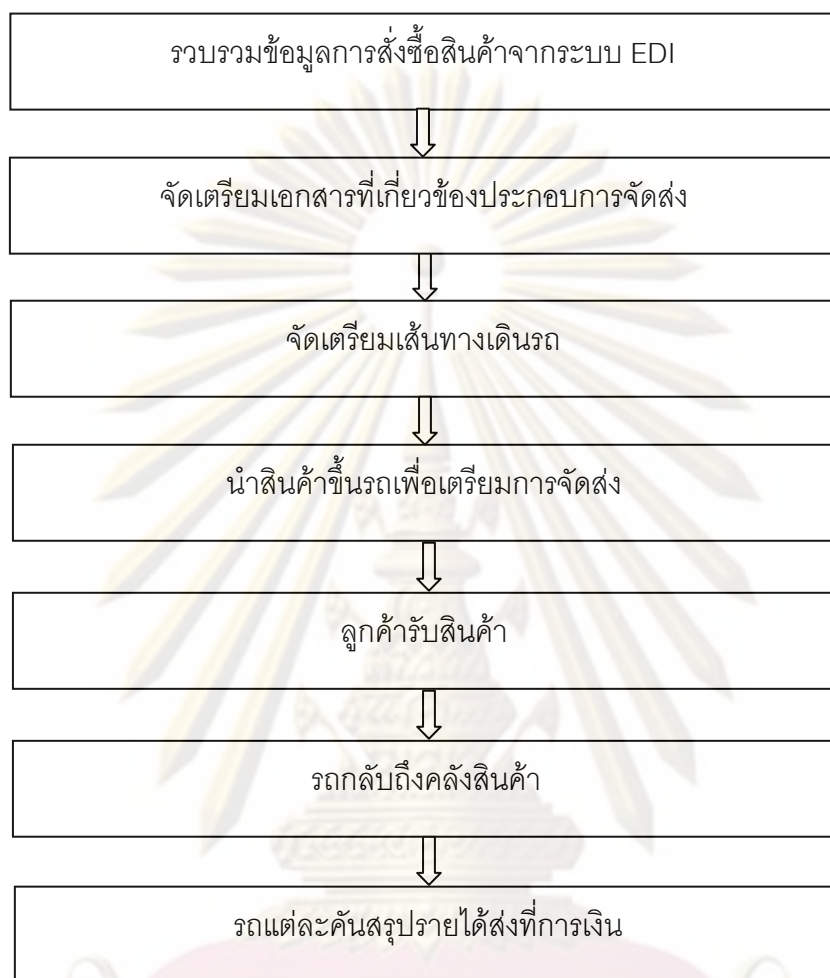 รวบรวมข้อมูลการสั่งซื้อสินค้าจากระบบ EDI
จัดเตรียมเอกสารที่เกี่ยวข้องประกอบการจัดส่ง
จัดเตรียมเส้นทางเดินรถ
นำสินค้าขึ้นรถเพื่อเตรียมการจัดส่ง
ลูกค้ารับสินค้า
รถกลับถึงคลังสินค้า
รถแต่ละคันสรุปรายได้ส่งที่การเงิน